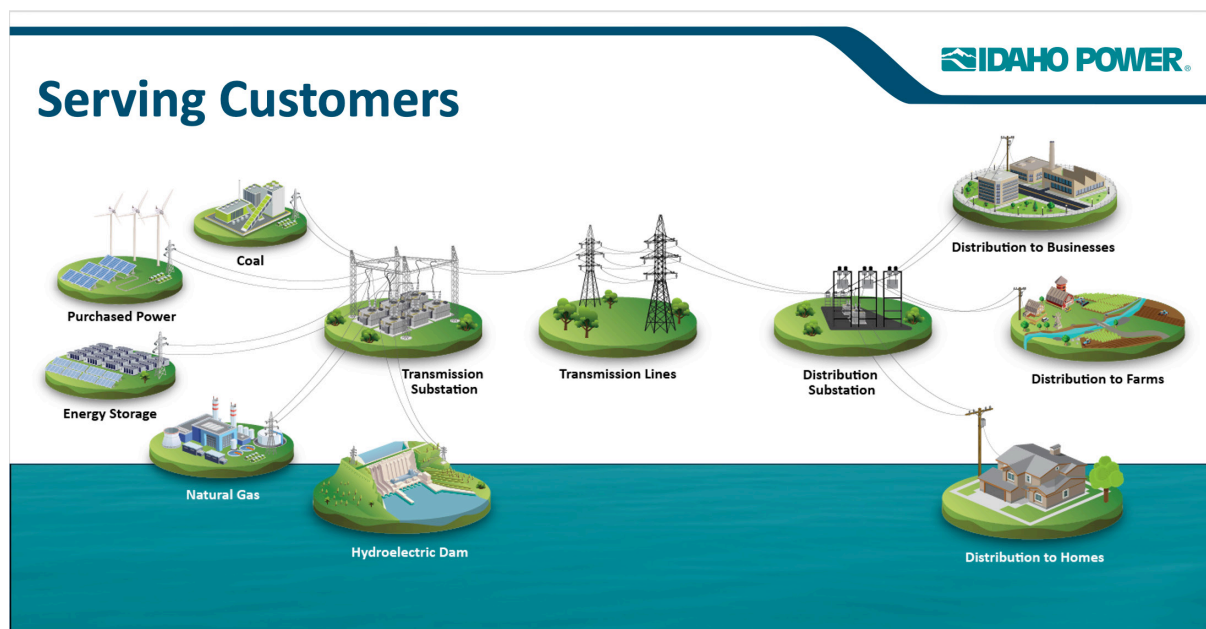 IDAHO POWER®
Serving Customers
Coal
Purchased Power
Energy Storage
Natural Gas
Hydroelectric Dam
Transmission
Substation
Transmission Lines
Distribution
Substation
Distribution to Businesses
Distribution to Farms
Distribution to Homes